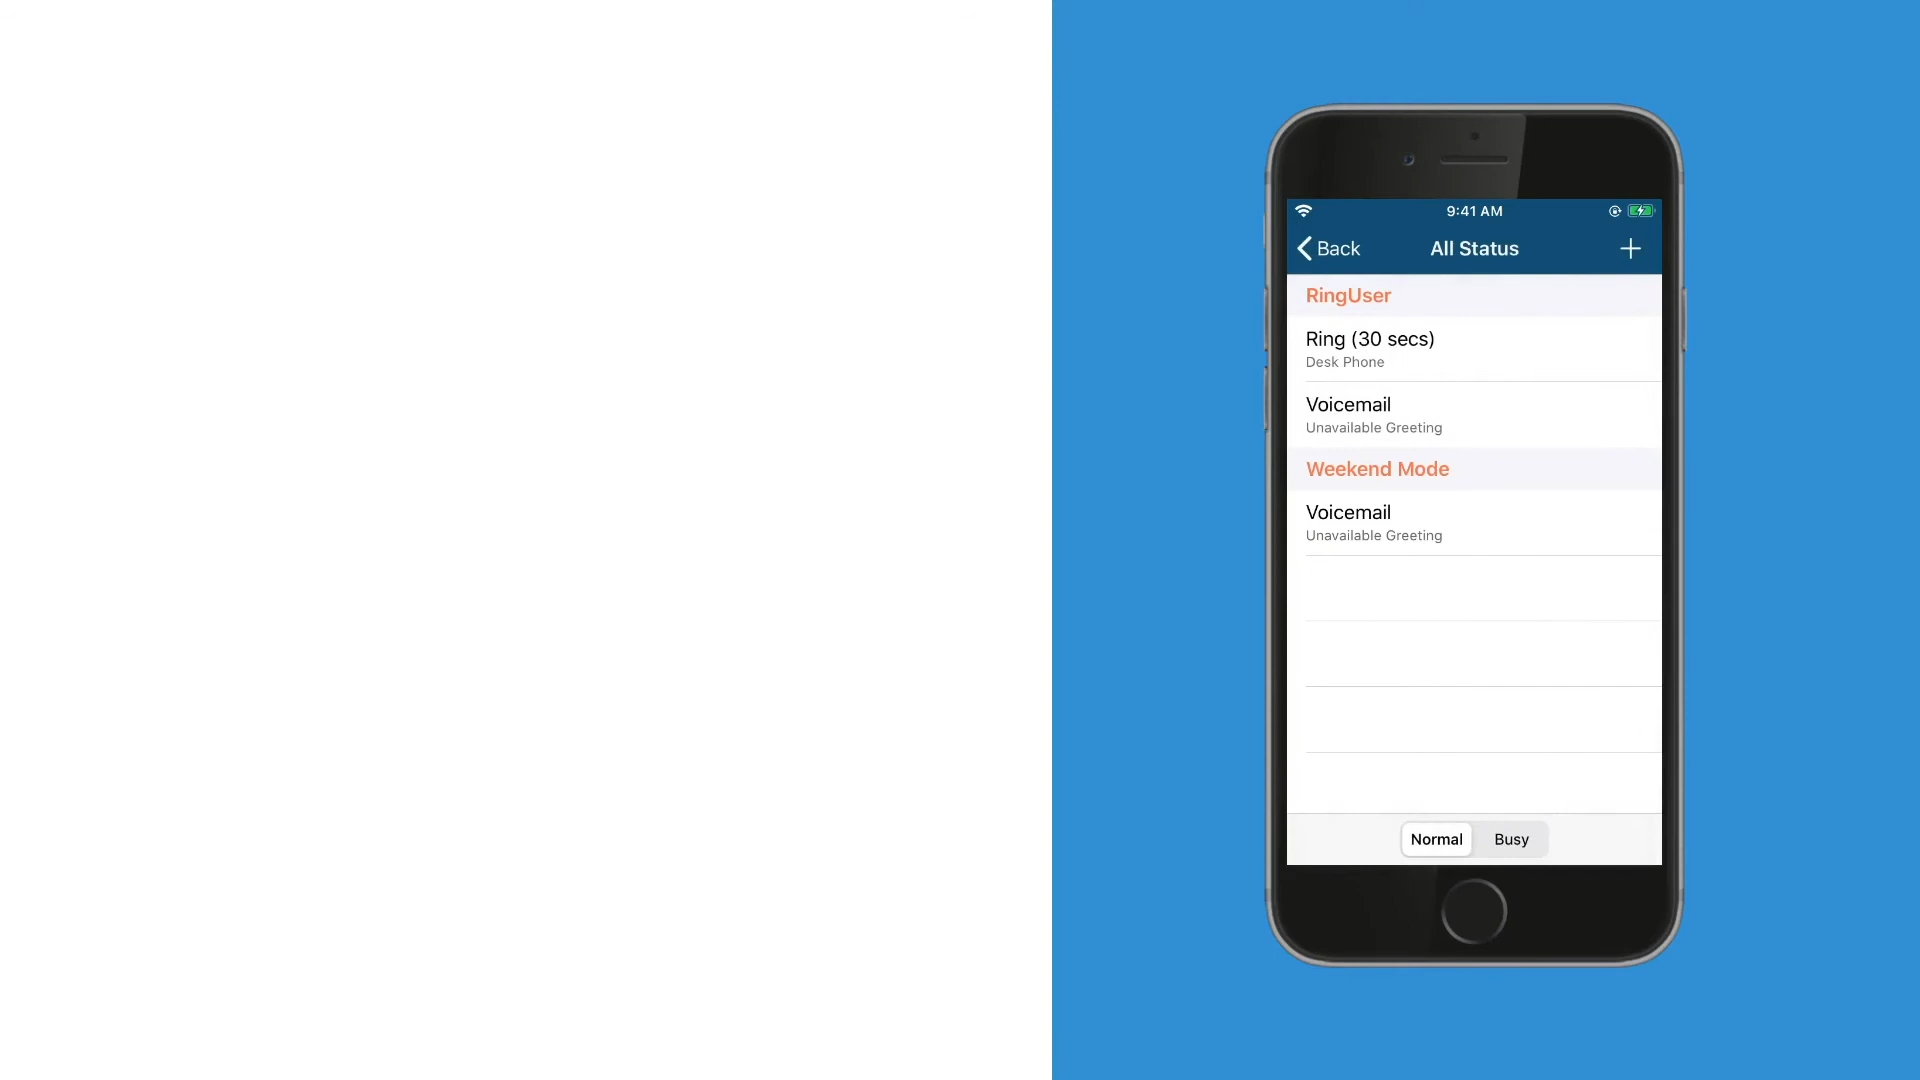 9:41 AM
Back
All Status
RingUser
Ring (30 secs)
Desk Phone
Voicemail
Unavailable Greeting
Weekend Mode
Voicemail
Unavailable Greeting
Normal
Busy